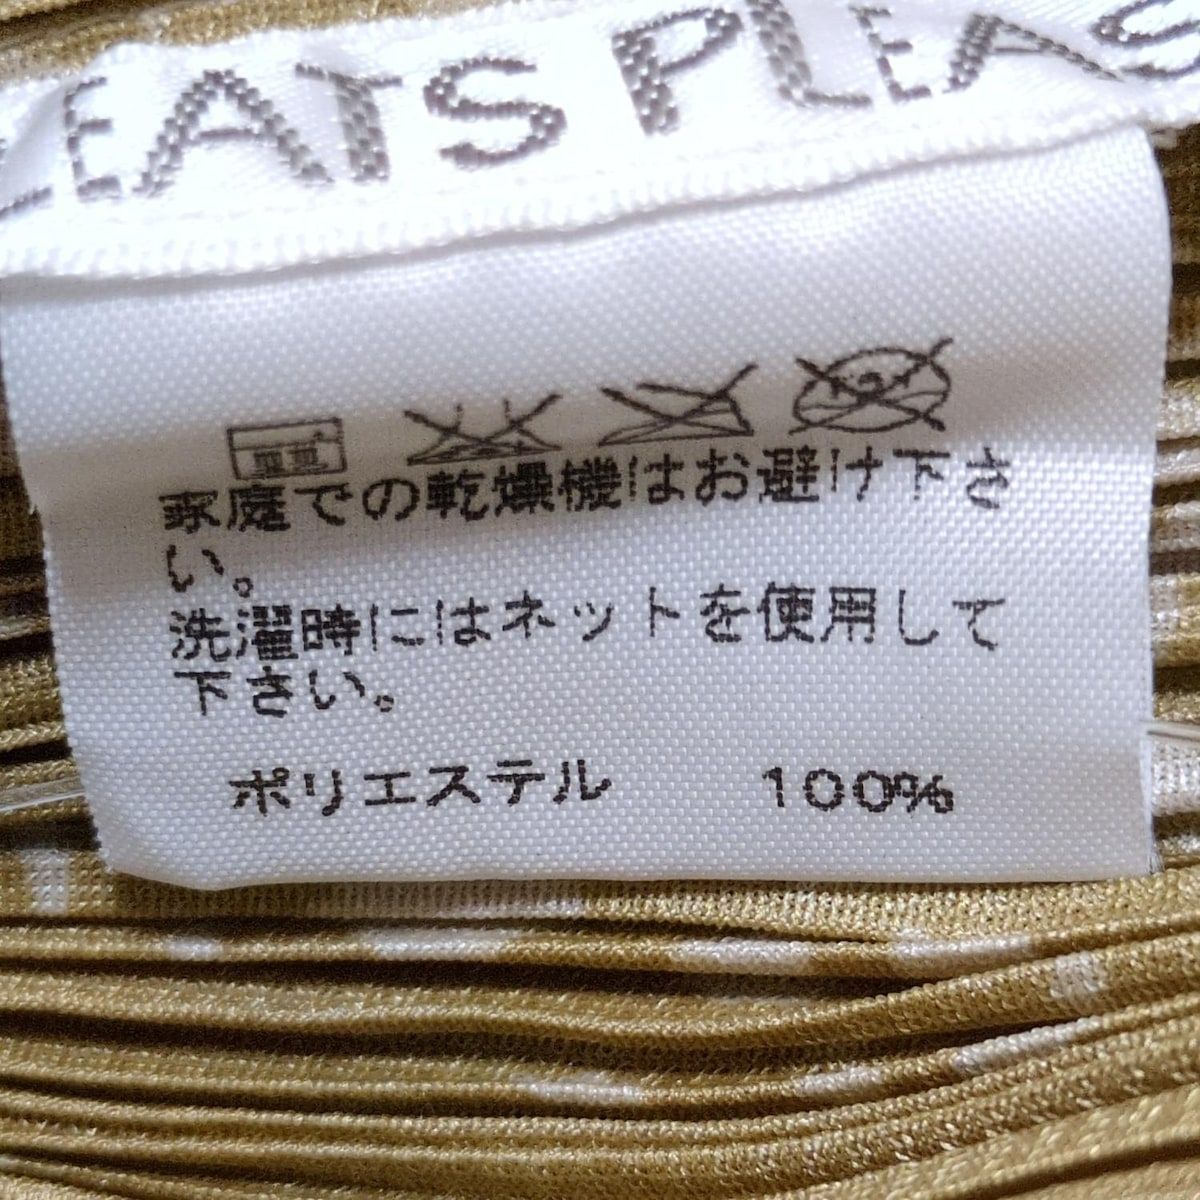 LEATS PLEAS
家庭での乾燥機はお避け下さ
い。
洗濯時にはネットを使用して
下さい。
ポリエステル 100%